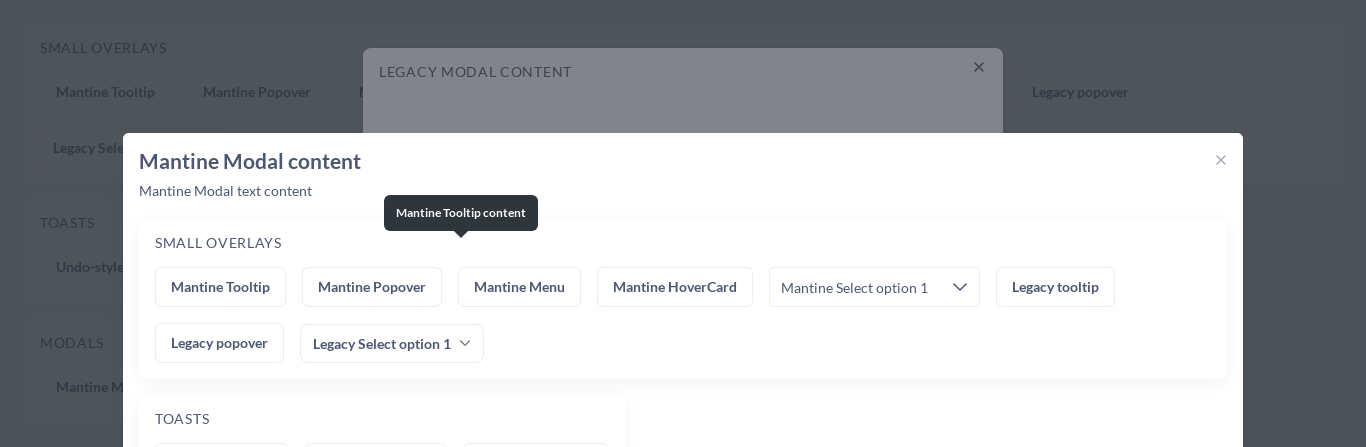 SMALL OVERLAYS
Mantine Tooltip
Mantine Popover
Legacy popover
Legacy Sele
TOASTS
Undo-style
MODALS
Mantine M
LEGACY MODAL CONTENT
Mantine Modal content
Mantine Modal text content
Mantine Tooltip content
SMALL OVERLAYS
Mantine Tooltip
Mantine Popover
Mantine Menu
Mantine HoverCard
Mantine Select option 1
Legacy tooltip
Legacy popover
Legacy Select option 1
TOASTS